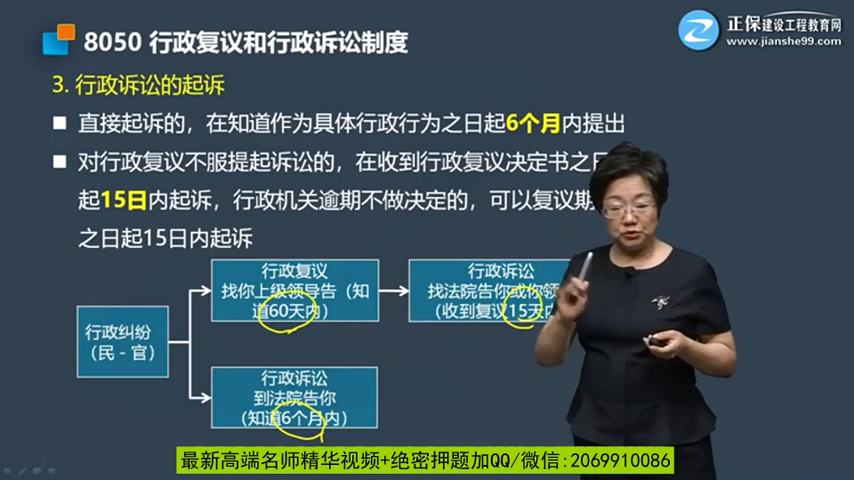 8050 行政复议和行政诉讼制度
正保建设工程教育网
www.jianshe99.com
3. 行政诉讼的起诉
■ 直接起诉的，在知道作为具体行政行为之日起6个月内提出
■ 对行政复议不服提起诉讼的，在收到行政复议决定书之日
起15日内起诉，行政机关逾期不做决定的，可以复议期
之日起15日内起诉
行政复议
找你上级领导告（知
道60天内）
行政诉讼
找法院告你或你领
（收到复议15天内
行政纠纷
（民－官）
行政诉讼
到法院告你
（知道6个月内）
最新高端名师精华视频+绝密押题加QQ/微信:2069910086